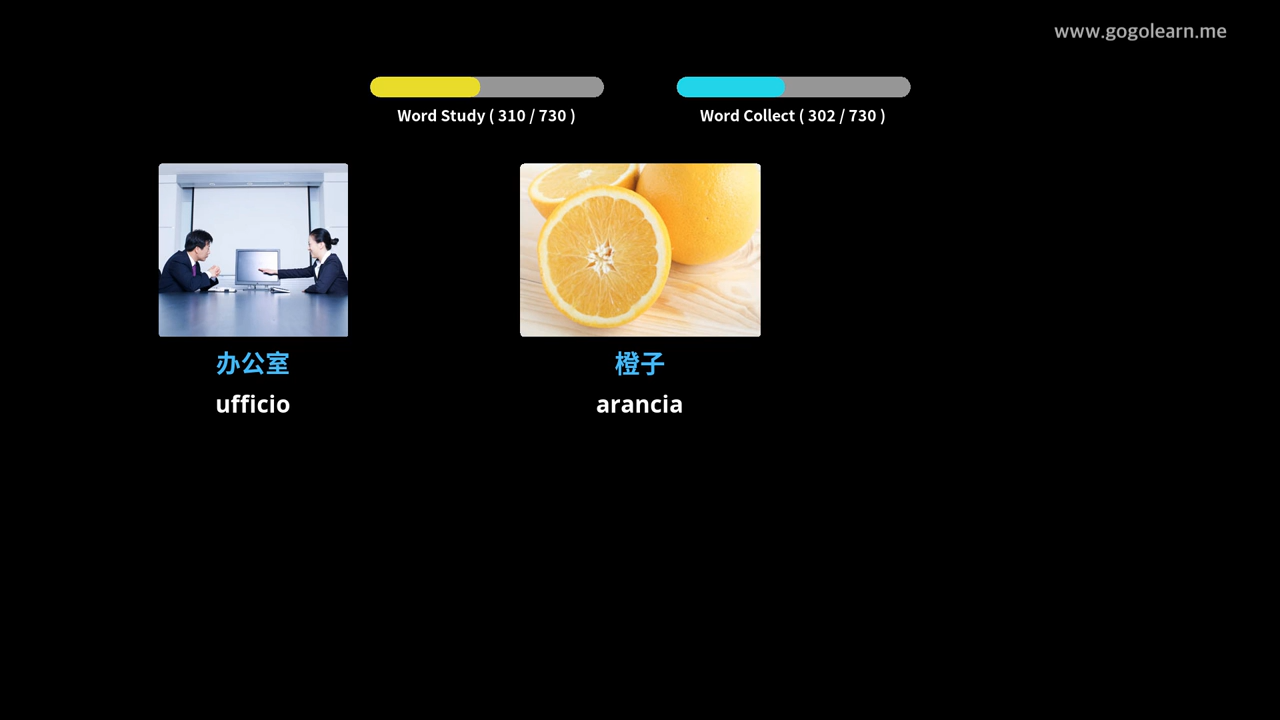 www.gogolearn.me
Word Study ( 310 / 730 )
Word Collect ( 302 / 730 )
办公室
橙子
ufficio
arancia